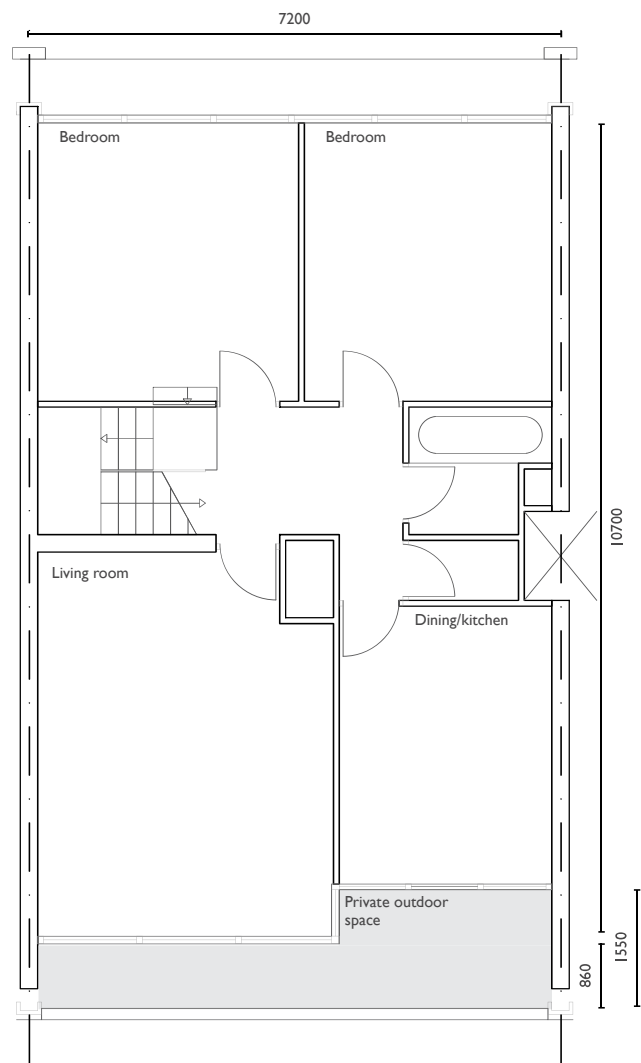 7200
Bedroom
Bedroom
10700
Living room
Dining/kitchen
Private outdoor
space
860
1550